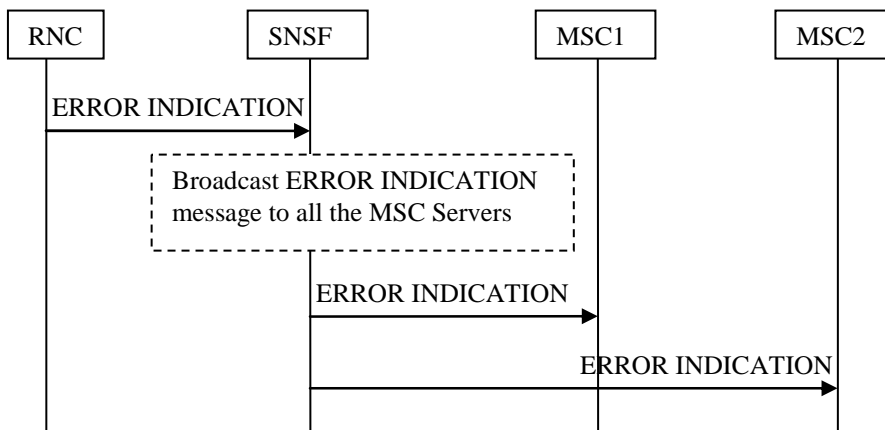 RNC
SNSF
MSC1
MSC2
ERROR INDICATION
Broadcast ERROR INDICATION
message to all the MSC Servers
ERROR INDICATION
ERROR INDICATION